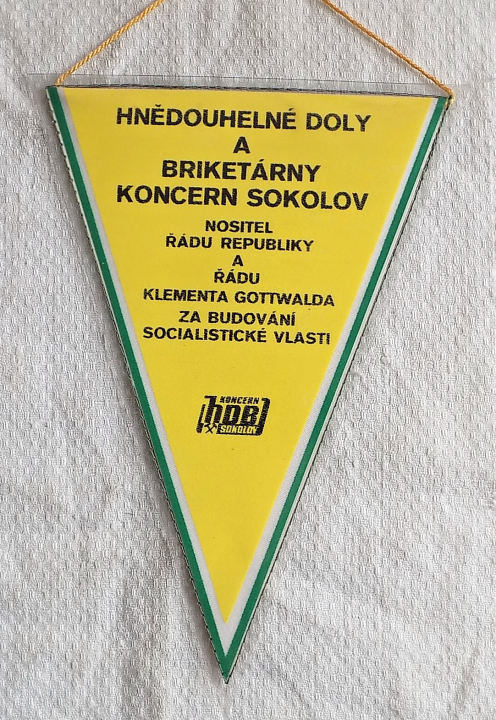 HNĚDOUHELNÉ DOLY
A
BRIKETÁRNY
KONCERN SOKOLOV
NOSITEL
ŘÁDU REPUBLIKY
A
ŘÁDU
KLEMENTA GOTTWALDA
ZA BUDOVÁNÍ
SOCIALISTICKÉ VLASTI
KONCERN
HDB
SOKOLOV